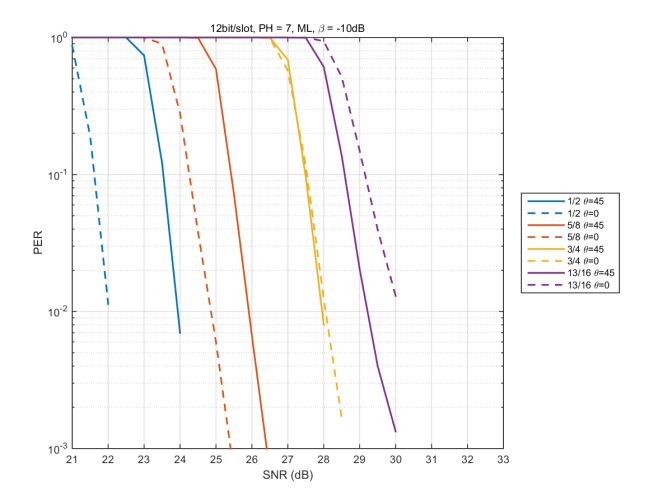 12bit/slot, PH = 7, ML, β = -10dB
10^0
10^-1
10^-2
10^-3
PER
21 22 23 24 25 26 27 28 29 30 31 32 33
SNR (dB)
1/2 θ=45
1/2 θ=0
5/8 θ=45
5/8 θ=0
3/4 θ=45
3/4 θ=0
13/16 θ=45
13/16 θ=0